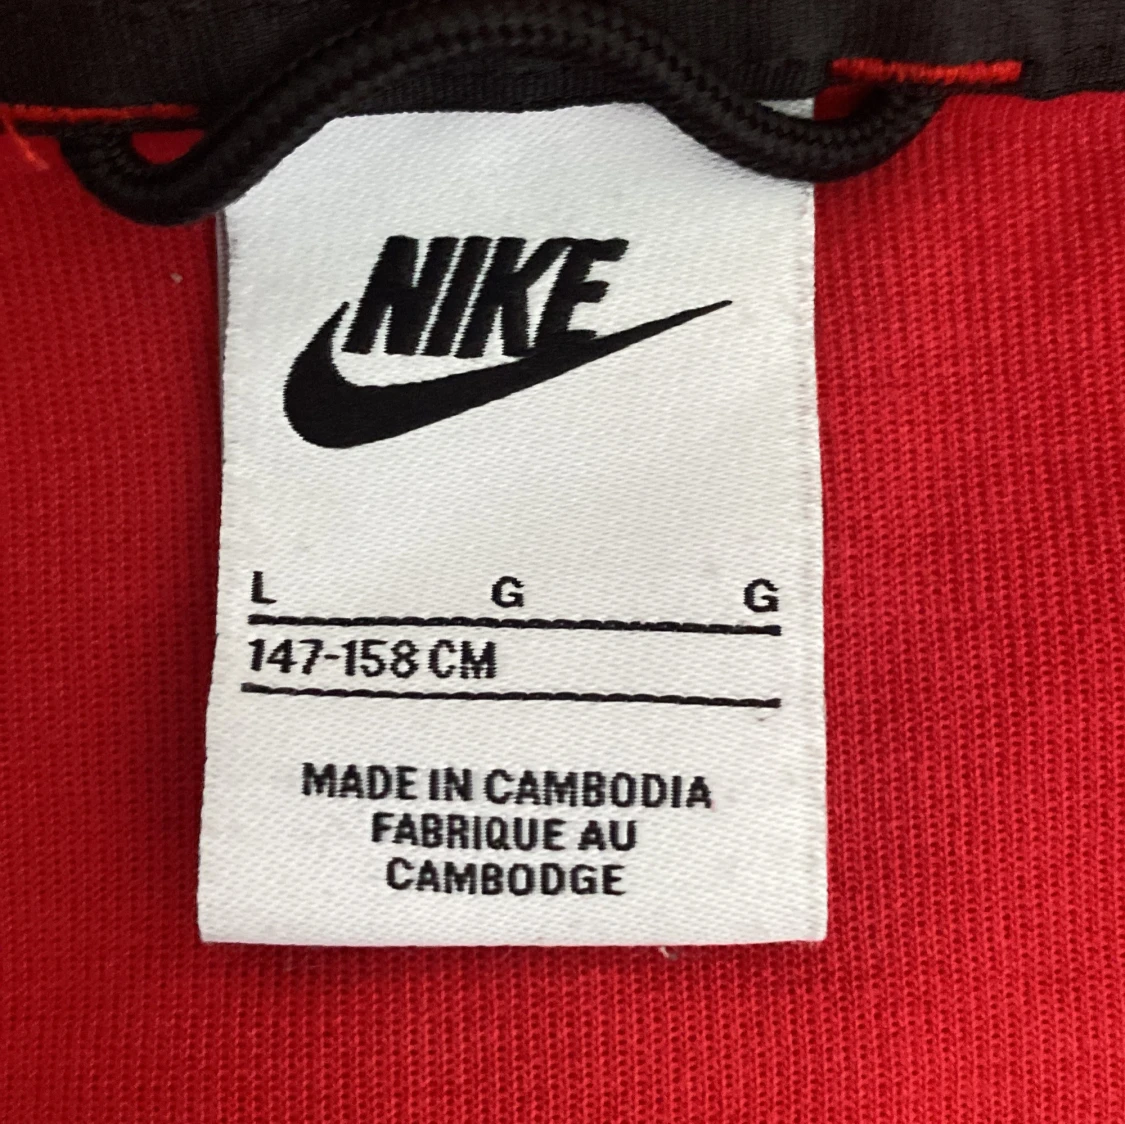 NIKE
L G G
147-158 CM
MADE IN CAMBODIA
FABRIQUE AU
CAMBODGE